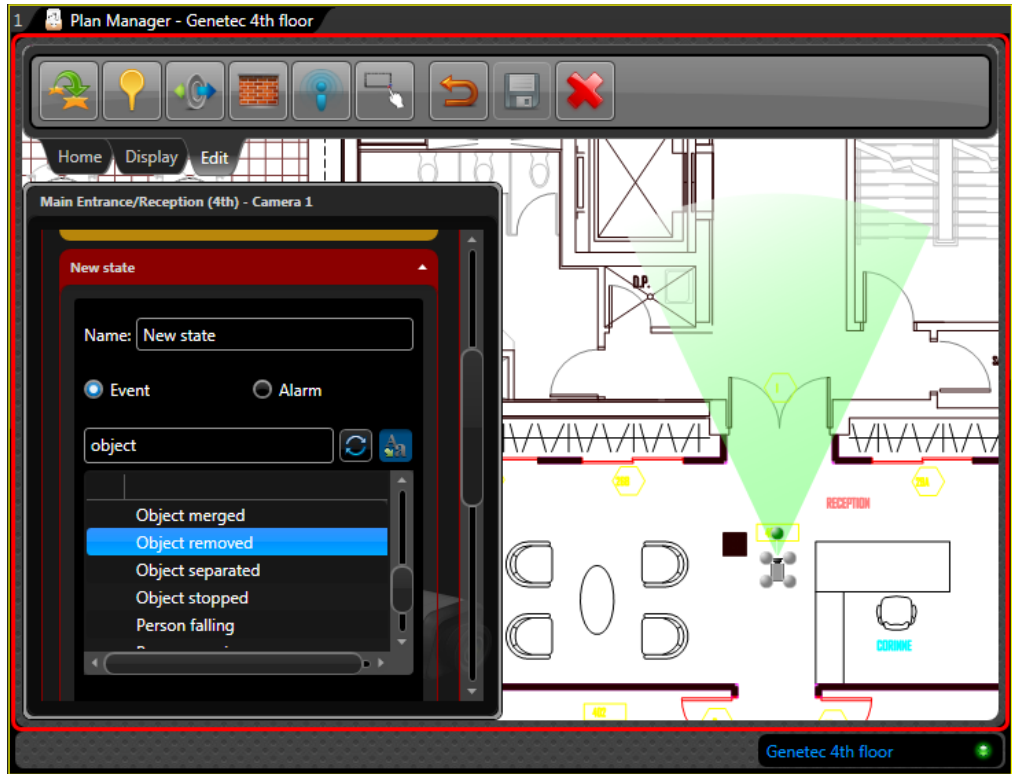 1 Plan Manager - Genetec 4th floor
Home Display Edit
Main Entrance/Reception (4th) - Camera 1
New state
Name: New state
Event Alarm
object
Object merged
Object removed
Object separated
Object stopped
Person falling
D.P.
1
RECEPTION
CORINNE
Genetec 4th floor